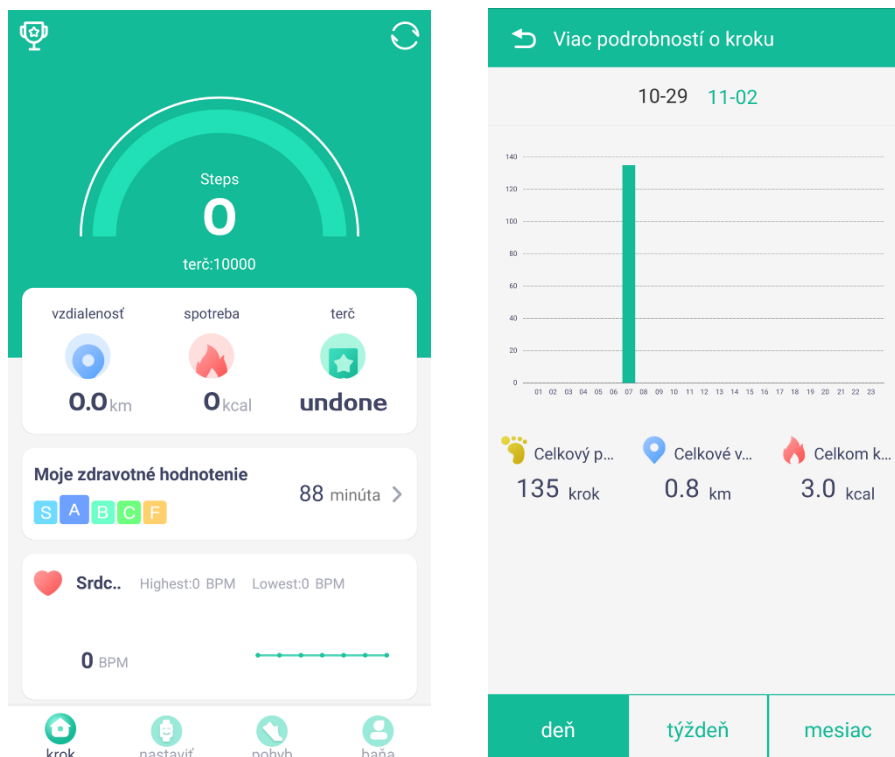 Steps
0
terč:10000
vzdialenosť spotreba terč
0.0 km 0 kcal undone
Moje zdravotné hodnotenie
88 minúta
S A B C F
Srdc.. Highest:0 BPM Lowest:0 BPM
0 BPM
krok nastaviť pohyb baňa
Viac podrobností o kroku
10-29 11-02
140
120
100
80
60
40
20
0
01 02 03 04 05 06 07 08 09 10 11 12 13 14 15 16 17 18 19 20 21 22 23
Celkový p... Celkové v... Celkom k...
135 krok 0.8 km 3.0 kcal
deň týždeň mesiac